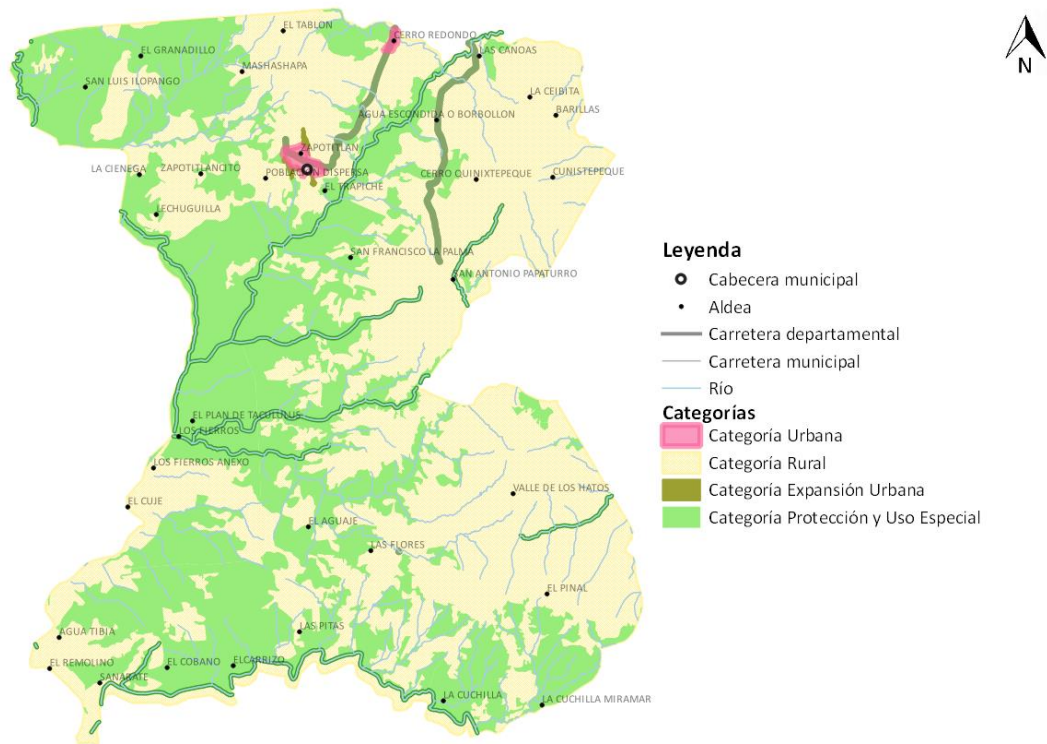 EL TABLON
CERRO REDONDO
EL GRANADILLO
LAS CANOAS
MASHASHAPA
SAN LUIS ILOPANGO
LA CEIBITA
AGUA ESCONDIDA O BORBOLLON
BARILLAS
ZAPOTITLAN
LA CIENEGA
ZAPOTITLANCITO
POBLACION DISPERSA
CERRO QUINIXTEPEQUE
CUNISTEPEQUE
EL TRAPICHE
LECHUGUILLA
SAN FRANCISCO LA PALMA
SAN ANTONIO PAPATURRO
EL PLAN DE TACULULUS
LOS FIERROS
LOS FIERROS ANEXO
EL CUJE
VALLE DE LOS HATOS
EL AGUAJE
LAS FLORES
EL PINAL
AGUA TIBIA
LAS PITAS
EL REMOLINO
EL COBANO
ELCARRIZO
SANARATE
LA CUCHILLA
LA CUCHILLA MIRAMAR
N
Leyenda
Cabecera municipal
Aldea
Carretera departamental
Carretera municipal
Río
Categorías
Categoría Urbana
Categoría Rural
Categoría Expansión Urbana
Categoría Protección y Uso Especial